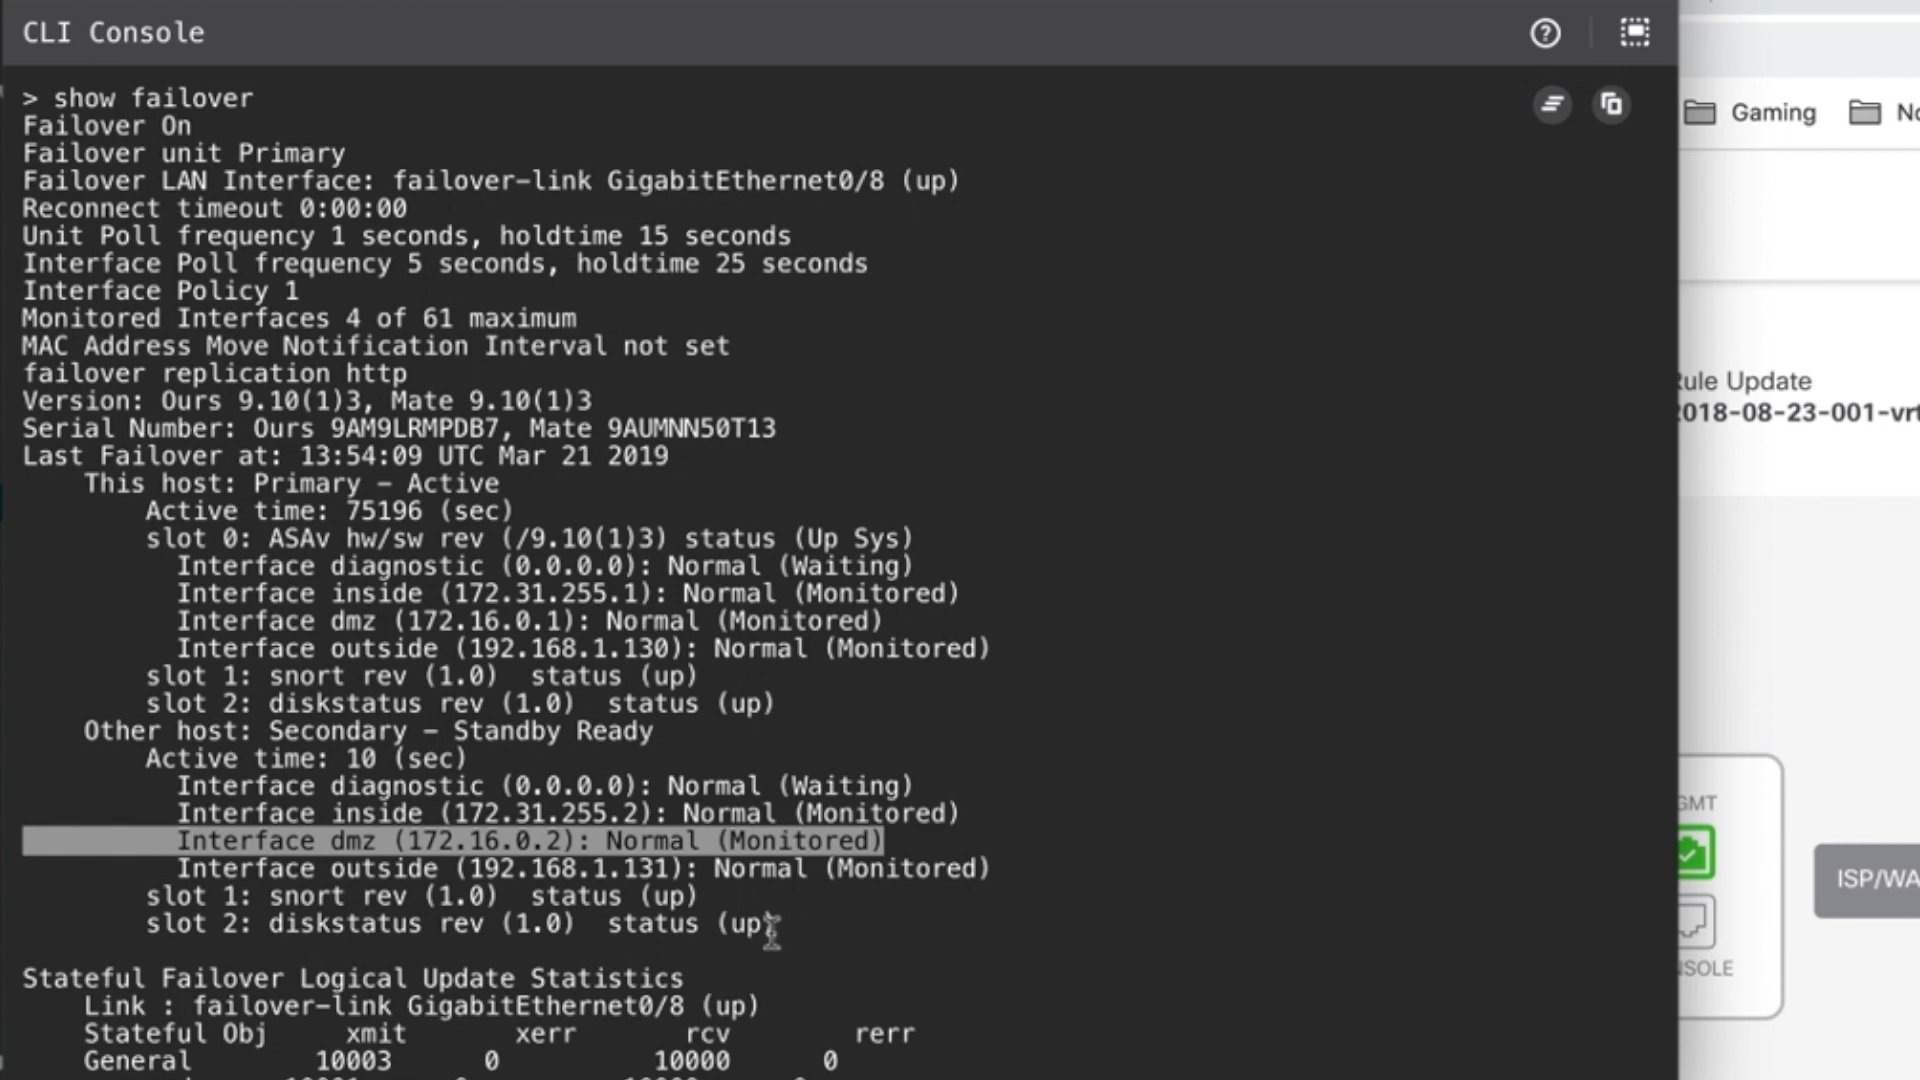 CLI Console
> show failover
Failover On
Failover unit Primary
Failover LAN Interface: failover-link GigabitEthernet0/8 (up)
Reconnect timeout 0:00:00
Unit Poll frequency 1 seconds, holdtime 15 seconds
Interface Poll frequency 5 seconds, holdtime 25 seconds
Interface Policy 1
Monitored Interfaces 4 of 61 maximum
MAC Address Move Notification Interval not set
failover replication http
Version: Ours 9.10(1)3, Mate 9.10(1)3
Serial Number: Ours 9AM9LRMPDB7, Mate 9AUMNN50T13
Last Failover at: 13:54:09 UTC Mar 21 2019
This host: Primary - Active
Active time: 75196 (sec)
slot 0: ASAv hw/sw rev (/9.10(1)3) status (Up Sys)
Interface diagnostic (0.0.0.0): Normal (Waiting)
Interface inside (172.31.255.1): Normal (Monitored)
Interface dmz (172.16.0.1): Normal (Monitored)
Interface outside (192.168.1.130): Normal (Monitored)
slot 1: snort rev (1.0) status (up)
slot 2: diskstatus rev (1.0) status (up)
Other host: Secondary - Standby Ready
Active time: 10 (sec)
Interface diagnostic (0.0.0.0): Normal (Waiting)
Interface inside (172.31.255.2): Normal (Monitored)
Interface dmz (172.16.0.2): Normal (Monitored)
Interface outside (192.168.1.131): Normal (Monitored)
slot 1: snort rev (1.0) status (up)
slot 2: diskstatus rev (1.0) status (up)
Stateful Failover Logical Update Statistics
Link : failover-link GigabitEthernet0/8 (up)
Stateful Obj xmit xerr rcv rerr
General 10003 0 10000 0
Gaming
Update
ISP/WA